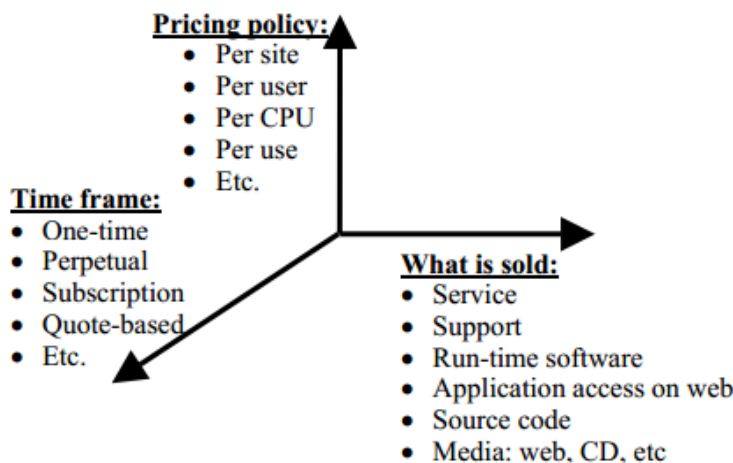 Pricing policy:
• Per site
• Per user
• Per CPU
• Per use
• Etc.
Time frame:
• One-time
• Perpetual
• Subscription
• Quote-based
• Etc.
What is sold:
• Service
• Support
• Run-time software
• Application access on web
• Source code
• Media: web, CD, etc